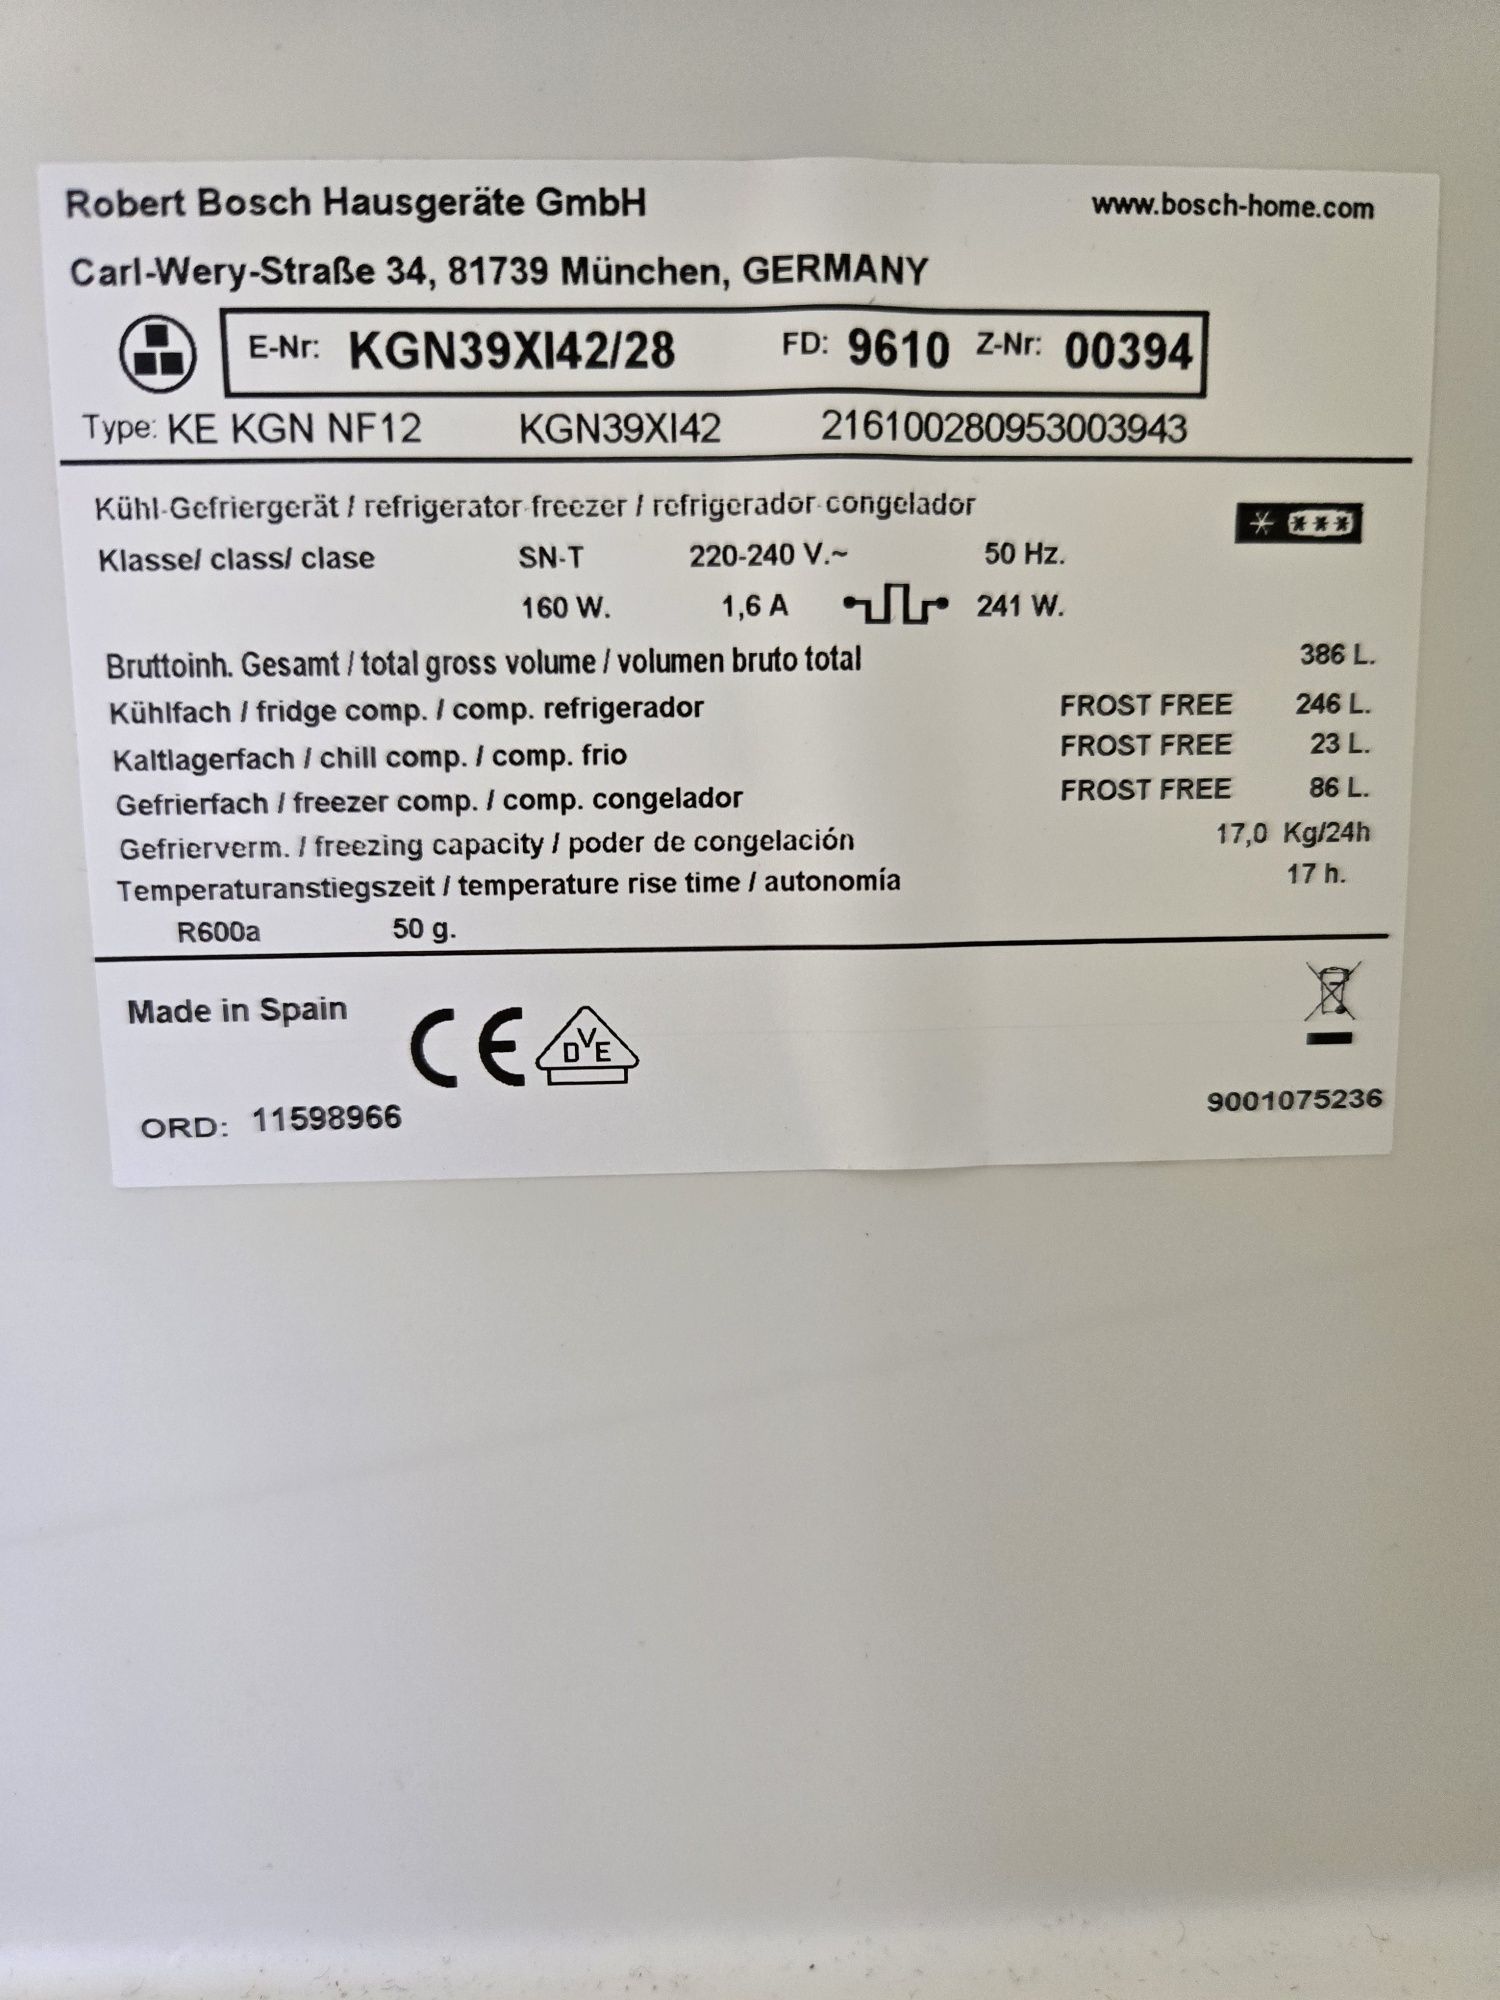 Robert Bosch Hausgeräte GmbH www.bosch-home.com
Carl-Wery-Straße 34, 81739 München, GERMANY
E-Nr: KGN39XI42/28 FD: 9610 Z-Nr: 00394
Type: KE KGN NF12 KGN39XI42 216100280953003943
Kühl-Gefriergerät / refrigerator-freezer / refrigerador-congelador
Klasse/ class/ clase SN-T 220-240 V.~ 50 Hz.
160 W. 1,6 A 241 W.
Bruttoinh. Gesamt / total gross volume / volumen bruto total 386 L.
Kühlfach / fridge comp. / comp. refrigerador FROST FREE 246 L.
Kaltlagerfach / chill comp. / comp. frio FROST FREE 23 L.
Gefrierfach / freezer comp. / comp. congelador FROST FREE 86 L.
Gefrierverm. / freezing capacity / poder de congelación 17,0 Kg/24h
Temperaturanstiegszeit / temperature rise time / autonomía 17 h.
R600a 50 g.
Made in Spain CE DVE
ORD: 11598966 9001075236